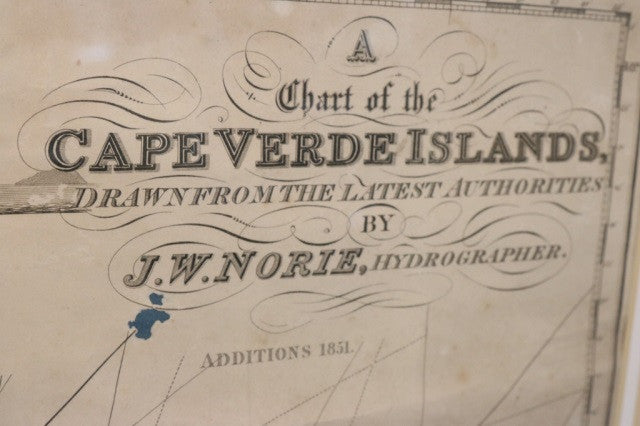 A
Chart of the
CAPE VERDE ISLANDS,
DRAWN FROM THE LATEST AUTHORITIES
BY
J.W. NORIE, HYDROGRAPHER.
ADDITIONS 1851.